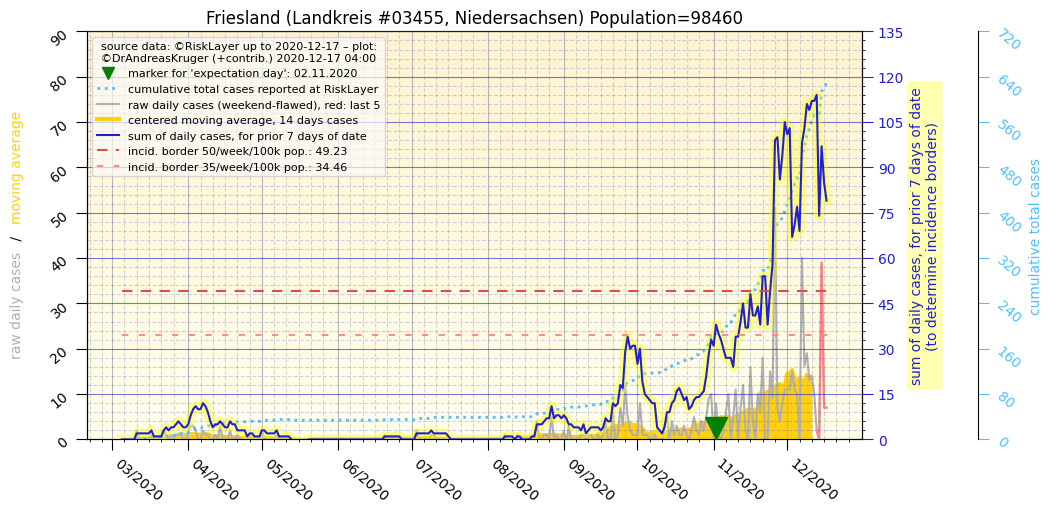 Friesland (Landkreis #03455, Niedersachsen) Population=98460
source data: ©RiskLayer up to 2020-12-17 – plot:
©DrAndreasKruger (+contrib.) 2020-12-17 04:00
marker for 'expectation day': 02.11.2020
cumulative total cases reported at RiskLayer
raw daily cases (weekend-flawed), red: last 5
centered moving average, 14 days cases
sum of daily cases, for prior 7 days of date
incid. border 50/week/100k pop.: 49.23
incid. border 35/week/100k pop.: 34.46
raw daily cases / moving average
90
80
70
60
50
40
30
20
10
0
03/2020
04/2020
05/2020
06/2020
07/2020
08/2020
09/2020
10/2020
11/2020
12/2020
135
120
105
90
75
60
45
30
15
0
sum of daily cases, for prior 7 days of date
(to determine incidence borders)
720
640
560
480
400
320
240
160
80
0
cumulative total cases